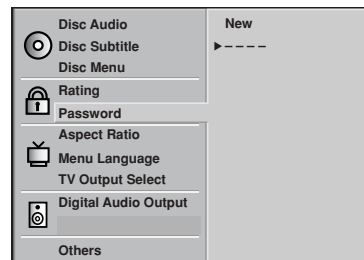 Disc Audio
Disc Subtitle
Disc Menu
Rating
Password
Aspect Ratio
Menu Language
TV Output Select
Digital Audio Output
Others
New
----